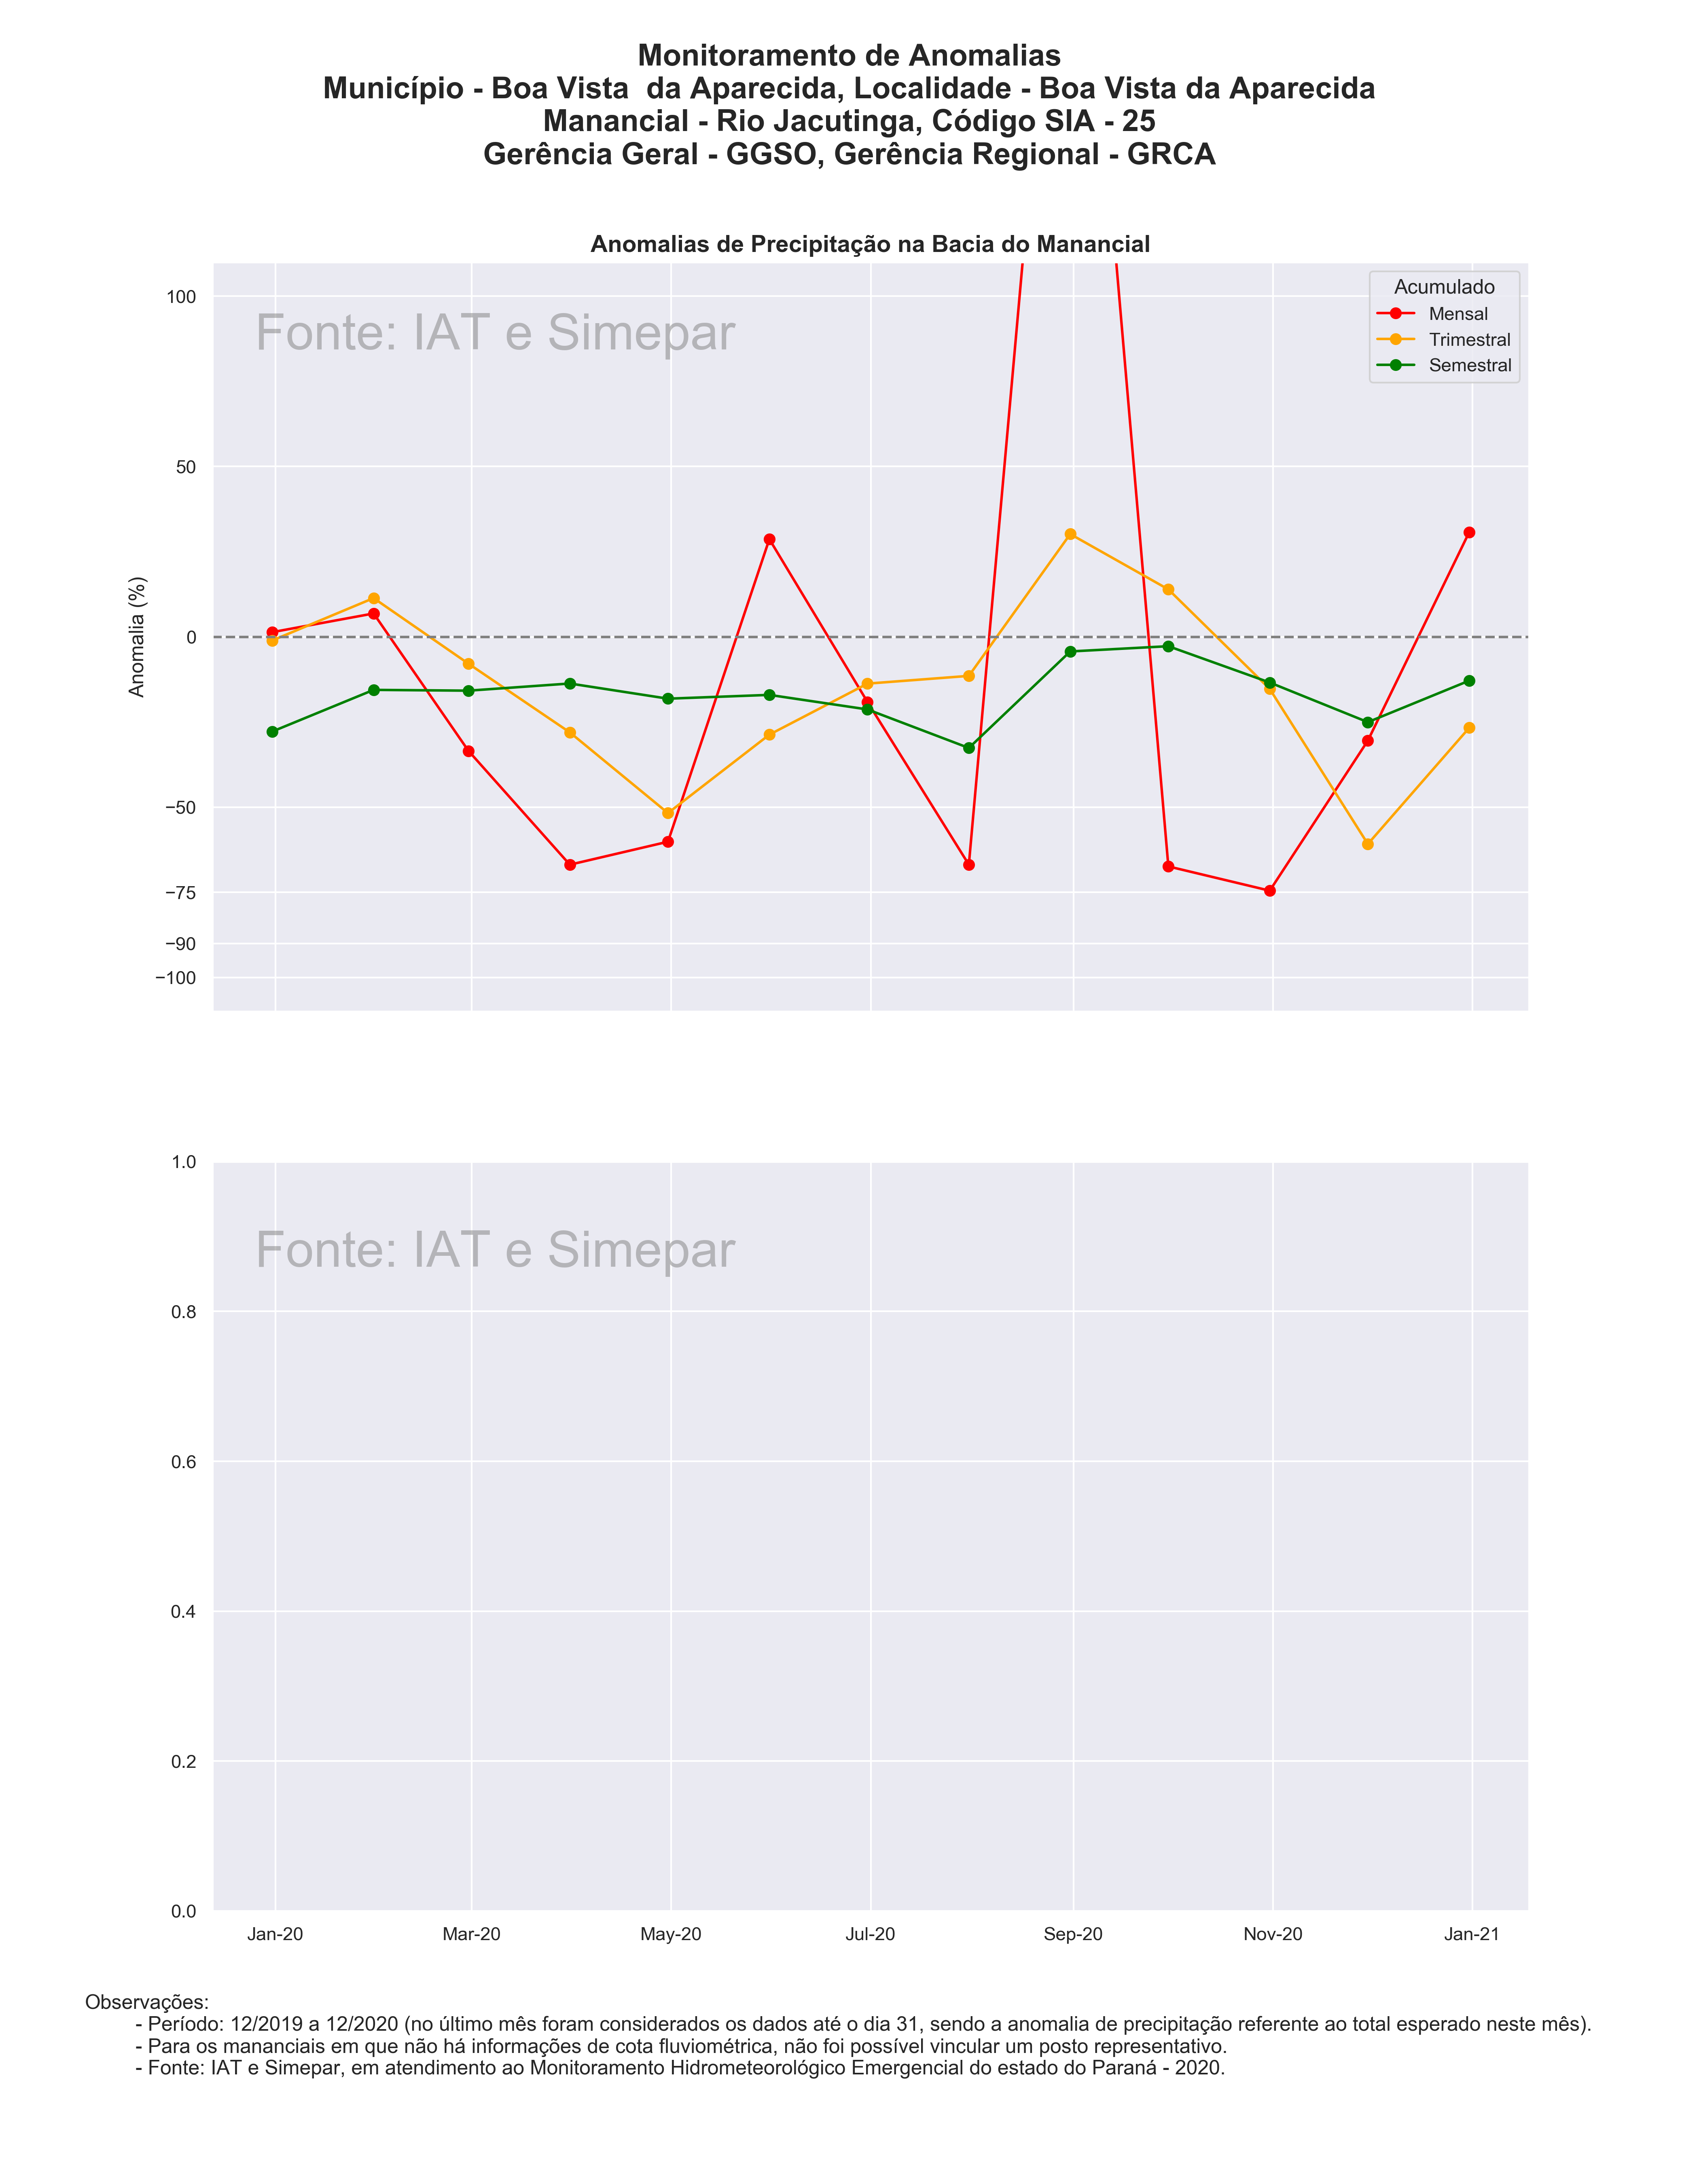 Monitoramento de Anomalias
Município - Boa Vista  da Aparecida, Localidade - Boa Vista da Aparecida
Manancial - Rio Jacutinga, Código SIA - 25
Gerência Geral - GGSO, Gerência Regional - GRCA
Anomalias de Precipitação na Bacia do Manancial
Fonte: IAT e Simepar
Acumulado
Mensal
Trimestral
Semestral
Anomalia (%)
100
50
0
−50
−75
−90
−100
Fonte: IAT e Simepar
1.0
0.8
0.6
0.4
0.2
0.0
Jan-20 Mar-20 May-20 Jul-20 Sep-20 Nov-20 Jan-21
Observações:
- Período: 12/2019 a 12/2020 (no último mês foram considerados os dados até o dia 31, sendo a anomalia de precipitação referente ao total esperado neste mês).
- Para os mananciais em que não há informações de cota fluviométrica, não foi possível vincular um posto representativo.
- Fonte: IAT e Simepar, em atendimento ao Monitoramento Hidrometeorológico Emergencial do estado do Paraná - 2020.